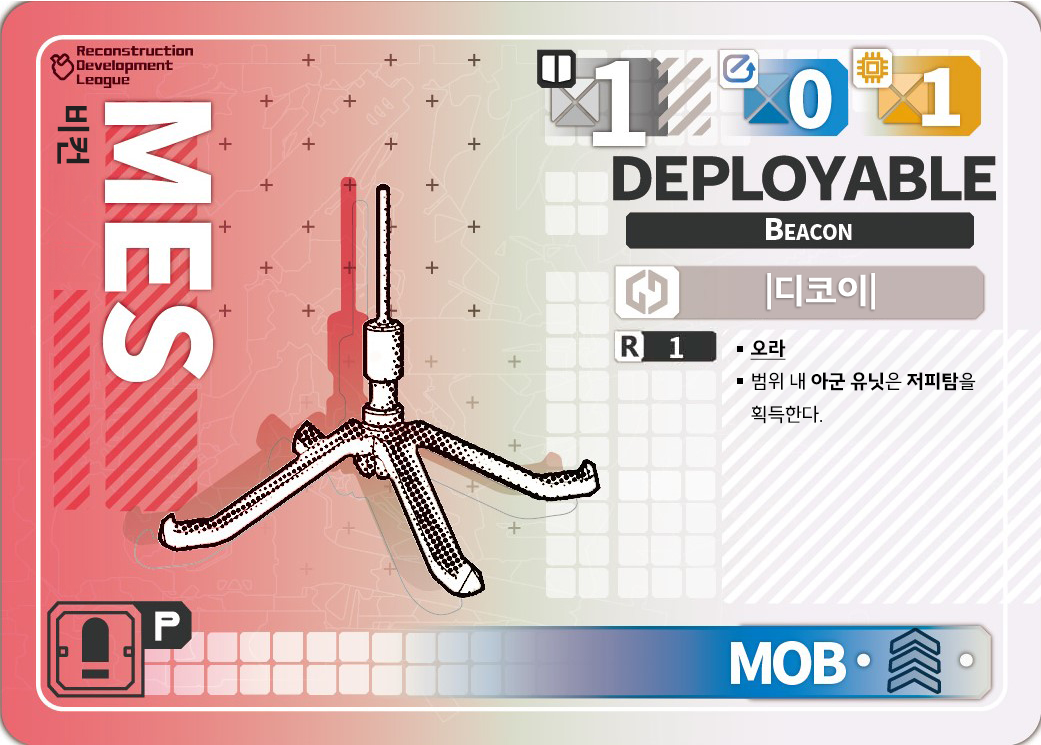 Reconstruction
Development
League
비컨
MES
1
0
1
DEPLOYABLE
BEACON
|디코이|
R 1
▪ 오라
▪ 범위 내 아군 유닛은 저피탐을
획득한다.
P
MOB